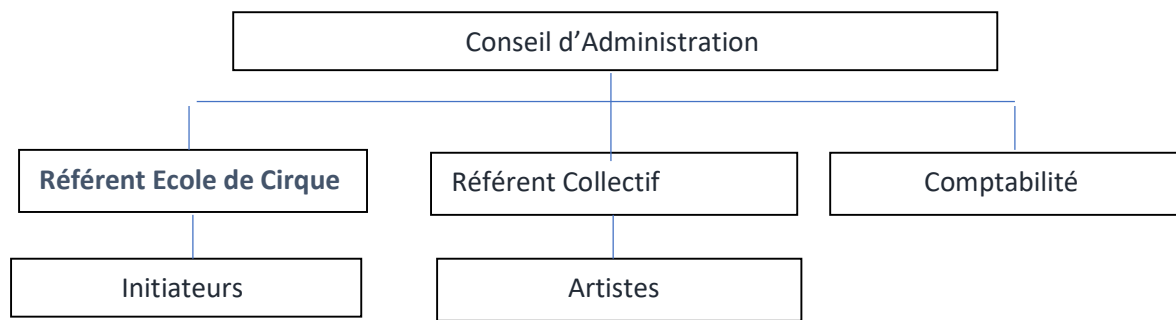 Conseil d’Administration
Référent Ecole de Cirque
Référent Collectif
Comptabilité
Initiateurs
Artistes